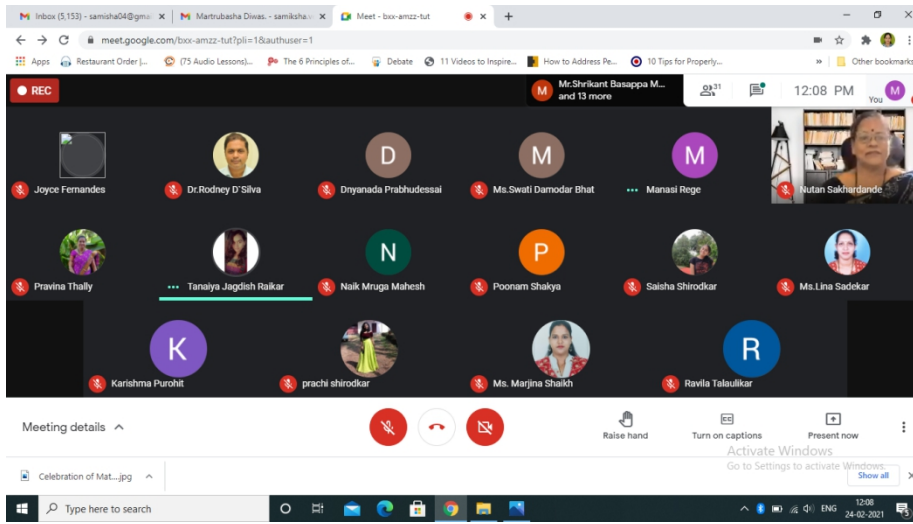 Inbox (5,153) - samisha04@gmai
Martrubasha Diwas. - samiksha.
Meet - bxx-amzz-tut
meet.google.com/bxx-amzz-tut?pli=1&authuser=1
Apps Restaurant Order |... (75 Audio Lessons)... The 6 Principles of... Debate 11 Videos to Inspire... How to Address Pe... 10 Tips for Properly... » Other bookmarks
REC
M Mr.Shrikant Basappa M... and 13 more
31
12:08 PM
You M
Joyce Fernandes
Dr.Rodney D'Silva
D
Dnyanada Prabhudessai
M
Ms.Swati Damodar Bhat
M
Manasi Rege
Nutan Sakhardande
Pravina Thally
Tanaiya Jagdish Raikar
N
Naik Mruga Mahesh
P
Poonam Shakya
Saisha Shirodkar
Ms.Lina Sadekar
K
Karishma Purohit
prachi shirodkar
Ms. Marjina Shaikh
R
Ravila Talaulikar
Meeting details
Raise hand
Turn on captions
Present now
Activate Windows
Go to Settings to activate Windows.
Celebration of Mat....jpg
Show all
Type here to search
ENG
12:08
24-02-2021